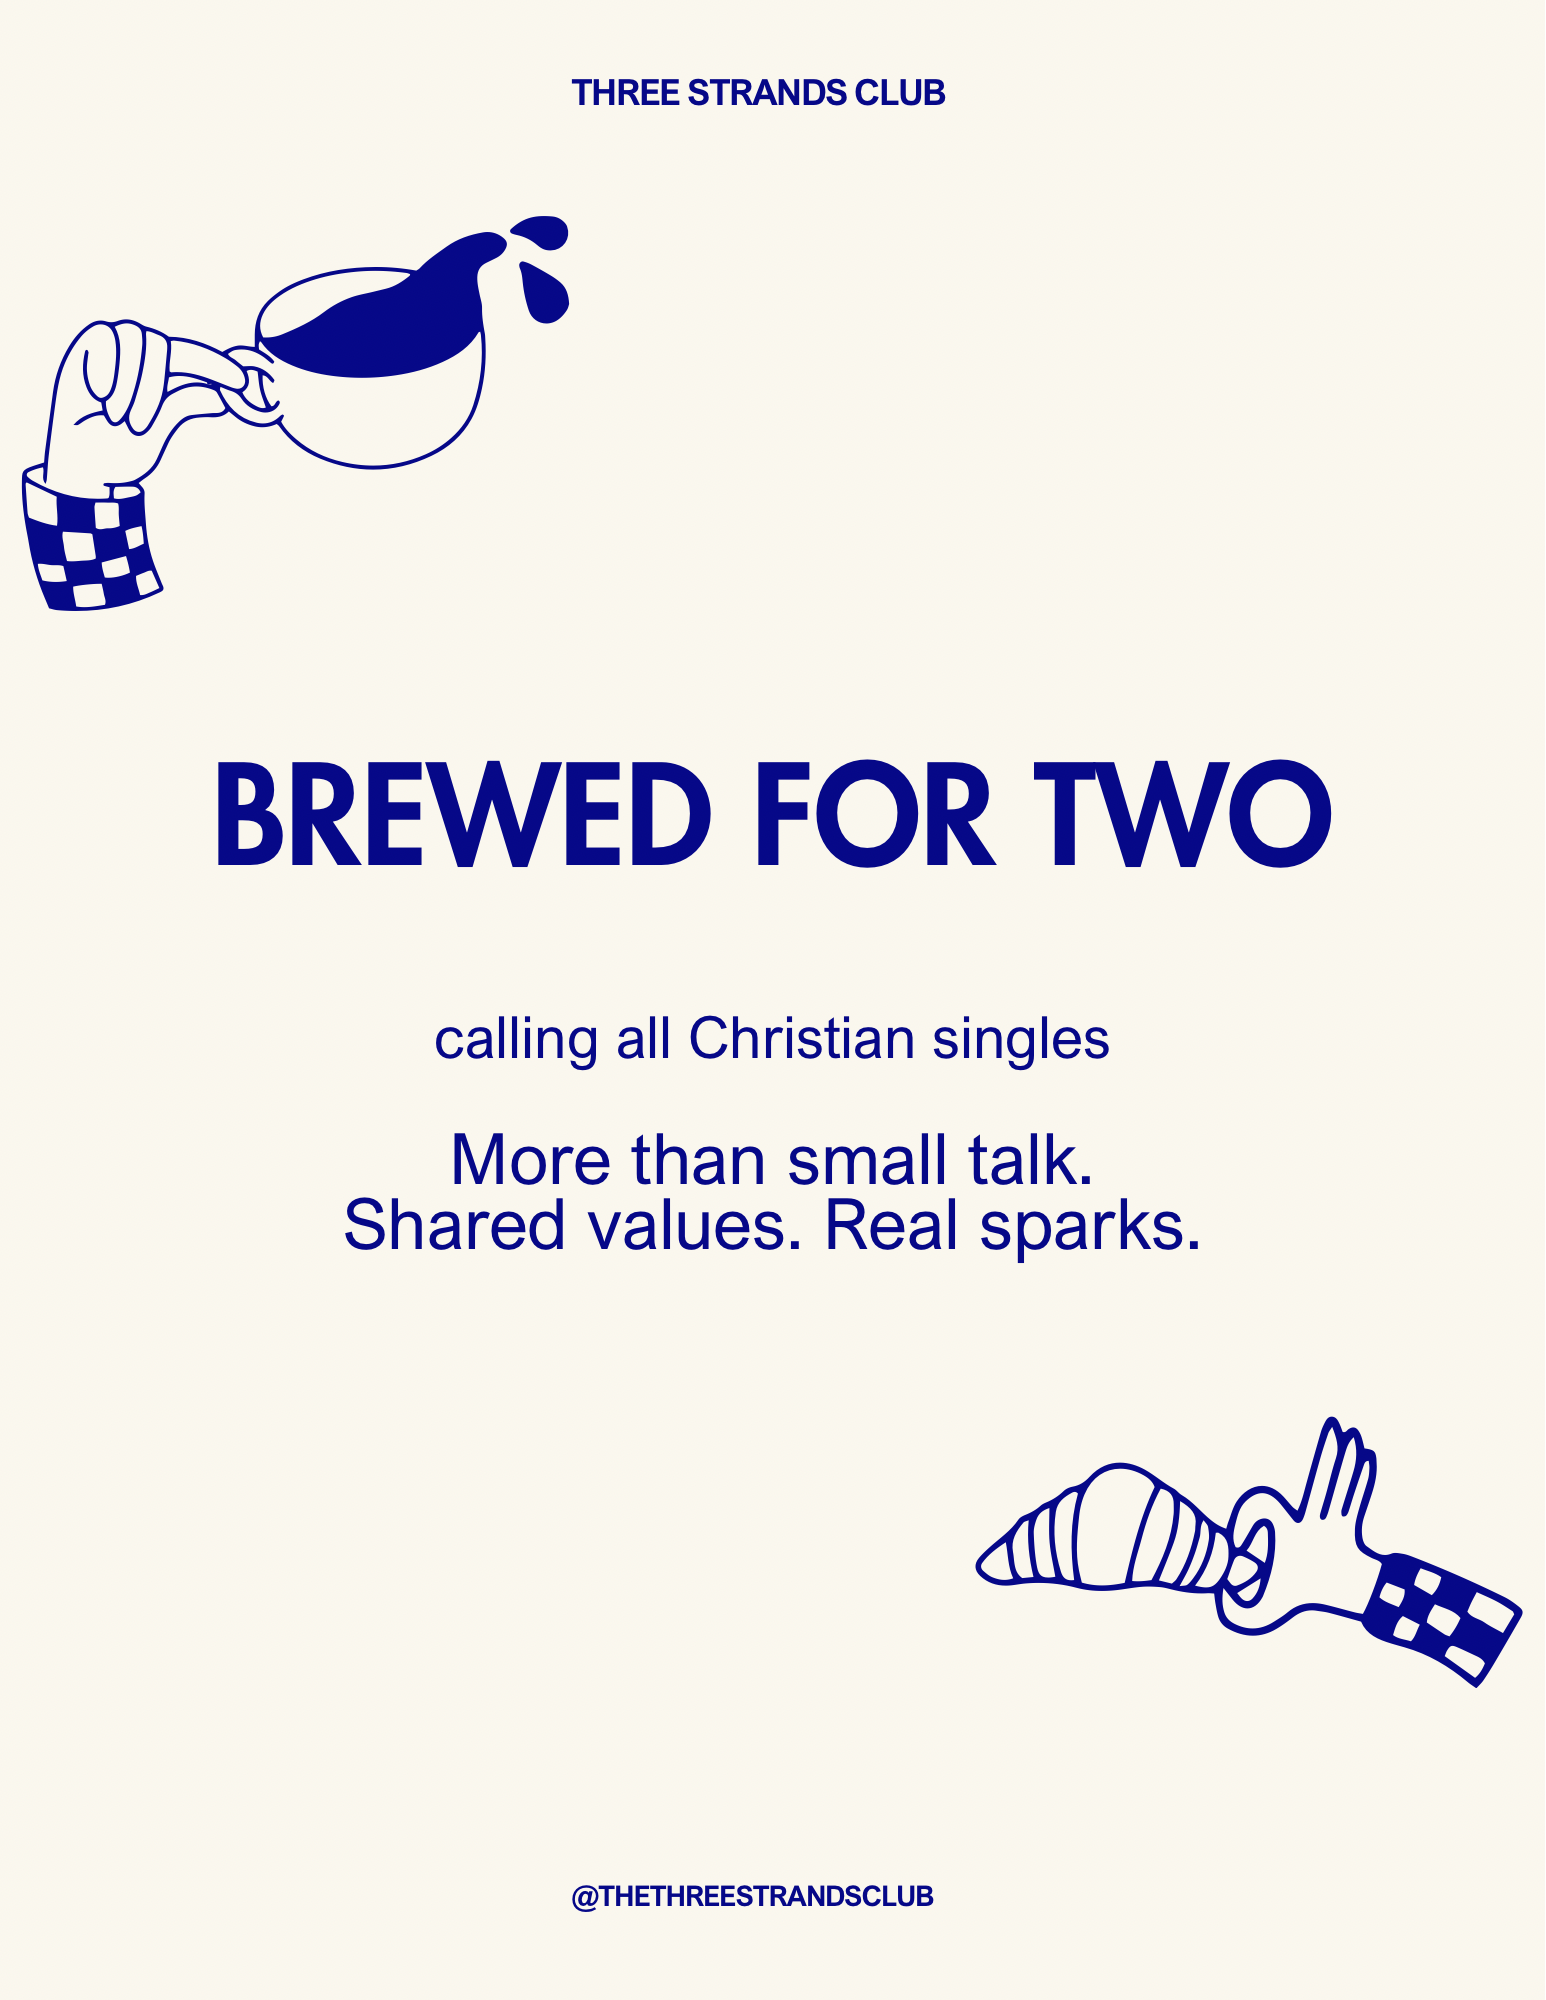 THREE STRANDS CLUB
BREWED FOR TWO
calling all Christian singles
More than small talk.
Shared values. Real sparks.
@THETHREESTRANDSCLUB